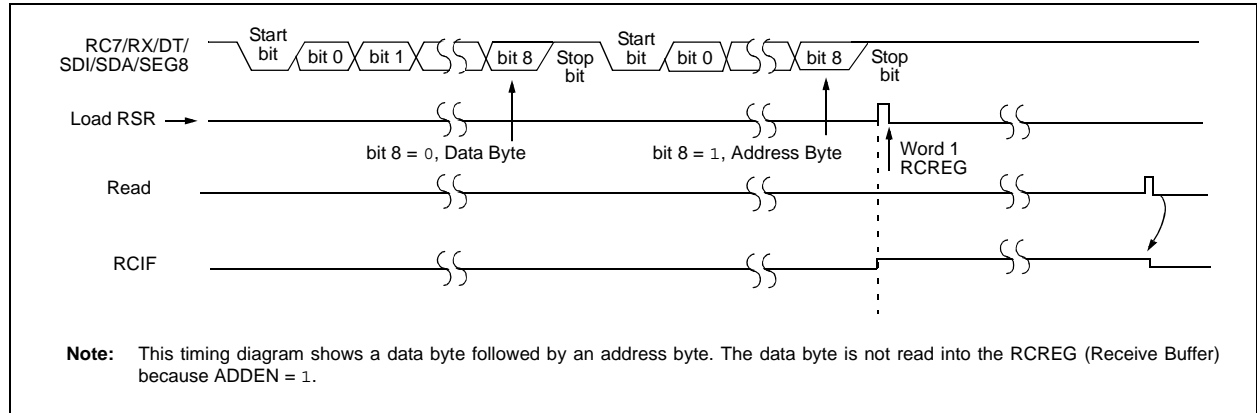 RC7/RX/DT/
SDI/SDA/SEG8
Start
bit
bit 0
bit 1
bit 8
Stop
bit
Start
bit
bit 0
bit 8
Stop
bit
Load RSR
bit 8 = 0, Data Byte
bit 8 = 1, Address Byte
Word 1
RCREG
Read
RCIF
Note: This timing diagram shows a data byte followed by an address byte. The data byte is not read into the RCREG (Receive Buffer)
because ADDEN = 1.